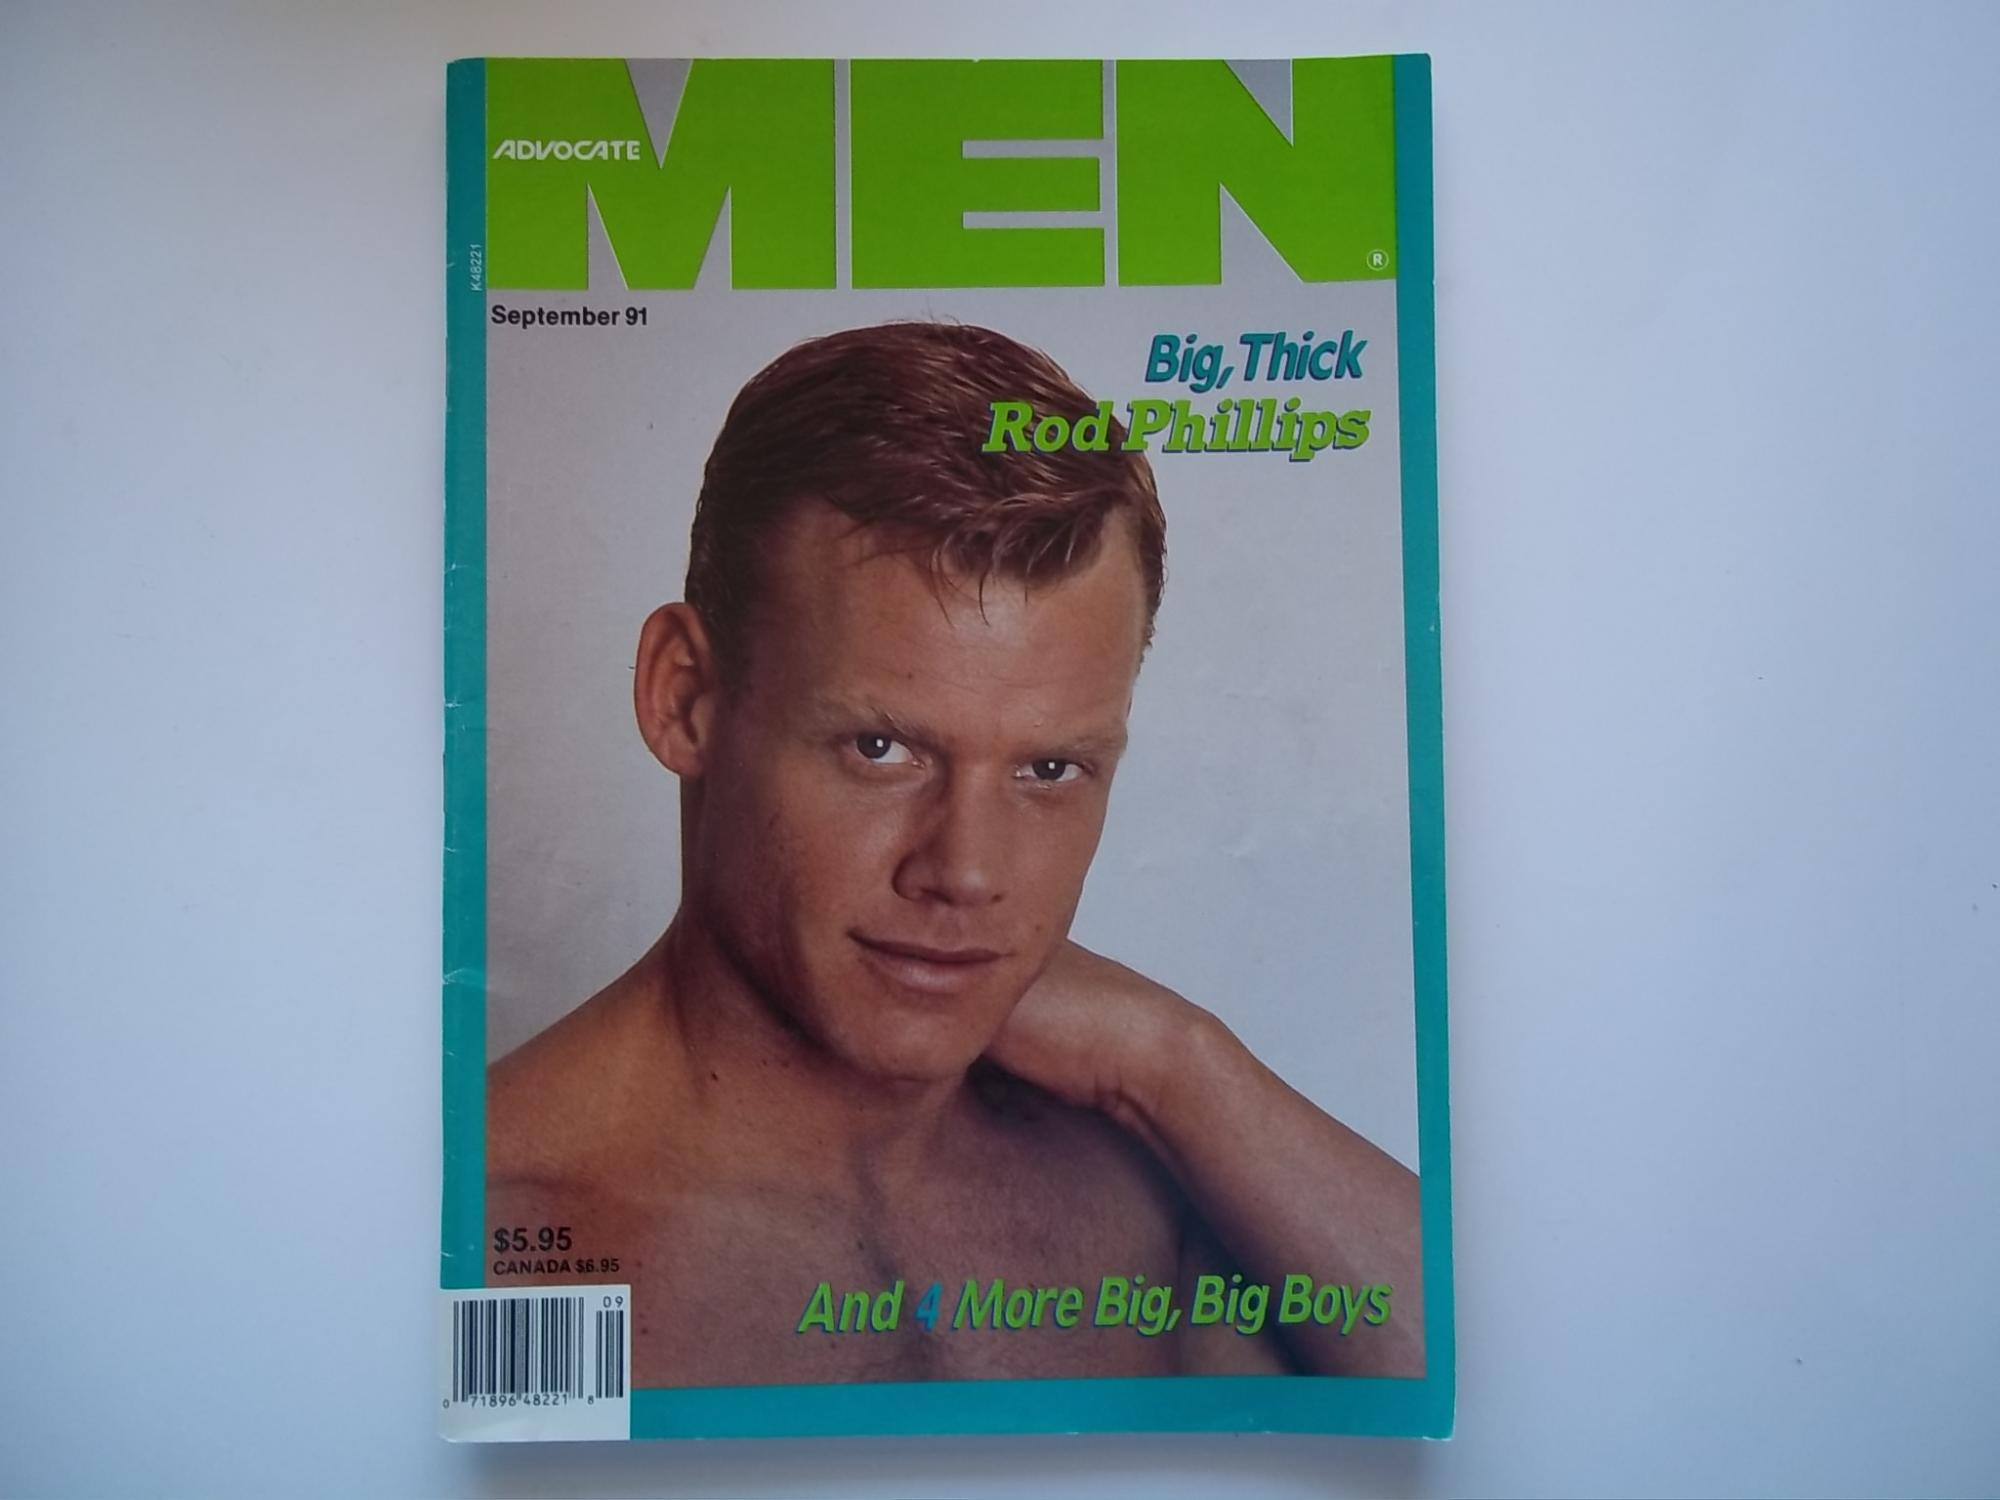 MEN
ADVOCATE
®
K48221
September 91
Big, Thick
Rod Phillips
$5.95
CANADA $6.95
And 4 More Big, Big Boys
09
0 71896 48221 8